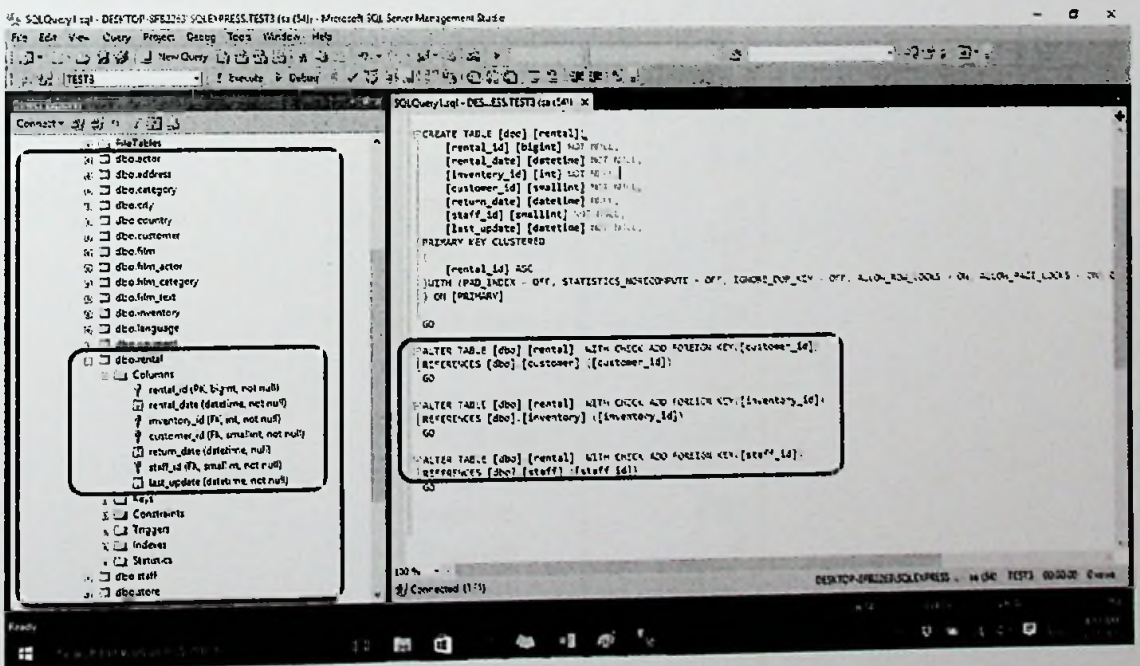 SQLQuery1.sql - DESKTOP-SFB2263\SQLEXPRESS.TEST3 (sa (54)) - Microsoft SQL Server Management Studio
File Edit View Query Project Debug Tools Window Help
New Query
TEST3 Execute Debug
Connect
SQLQuery1.sql - DES...ESS.TEST3 (sa (54))
FileTables
dbo.actor
dbo.address
dbo.category
dbo.city
dbo.country
dbo.customer
dbo.film
dbo.film_actor
dbo.film_category
dbo.film_text
dbo.inventory
dbo.language
dbo.rental
Columns
rental_id (PK, bigint, not null)
rental_date (datetime, not null)
inventory_id (FK, int, not null)
customer_id (FK, smallint, not null)
return_date (datetime, null)
staff_id (FK, smallint, not null)
last_update (datetime, not null)
Keys
Constraints
Triggers
Indexes
Statistics
dbo.staff
dbo.store
CREATE TABLE [dbo].[rental](
[rental_id] [bigint] NOT NULL,
[rental_date] [datetime] NOT NULL,
[inventory_id] [int] NOT NULL,
[customer_id] [smallint] NOT NULL,
[return_date] [datetime] NULL,
[staff_id] [smallint] NOT NULL,
[last_update] [datetime] NOT NULL,
PRIMARY KEY CLUSTERED
(
[rental_id] ASC
)WITH (PAD_INDEX = OFF, STATISTICS_NORECOMPUTE = OFF, IGNORE_DUP_KEY = OFF, ALLOW_ROW_LOCKS = ON, ALLOW_PAGE_LOCKS = ON) O
) ON [PRIMARY]
GO
ALTER TABLE [dbo].[rental] WITH CHECK ADD FOREIGN KEY([customer_id])
REFERENCES [dbo].[customer] ([customer_id])
GO
ALTER TABLE [dbo].[rental] WITH CHECK ADD FOREIGN KEY([inventory_id])
REFERENCES [dbo].[inventory] ([inventory_id])
GO
ALTER TABLE [dbo].[rental] WITH CHECK ADD FOREIGN KEY([staff_id])
REFERENCES [dbo].[staff] ([staff_id])
GO
100 %
Connected. (1/1)
DESKTOP-SFB2263\SQLEXPRESS ... sa (54) TEST3 00:00:00 0 rows
Ready